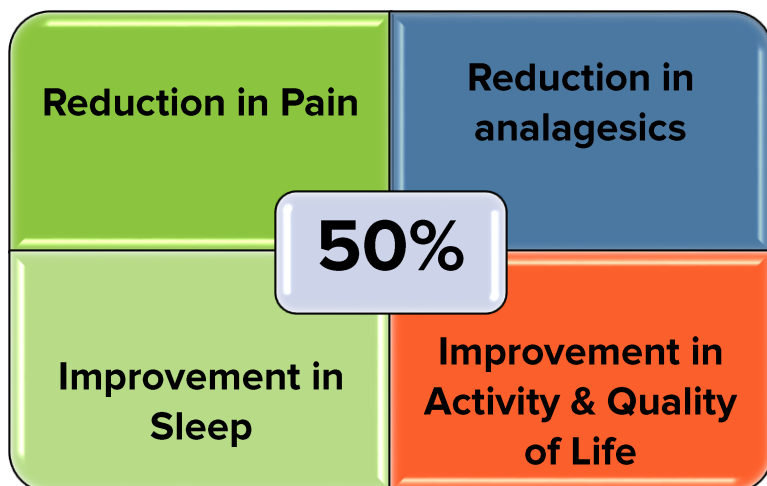 Reduction in Pain
Reduction in
analagesics
50%
Improvement in
Sleep
Improvement in
Activity & Quality
of Life